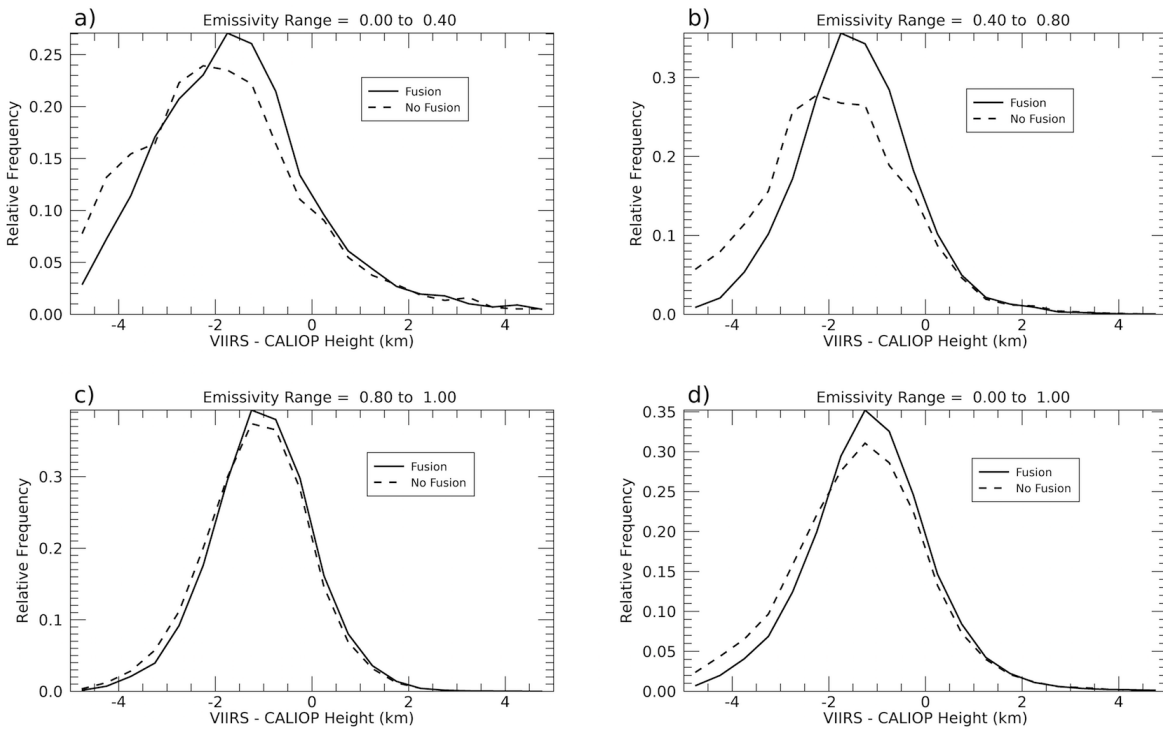 a)
Emissivity Range = 0.00 to 0.40
Relative Frequency
0.25
0.20
0.15
0.10
0.05
0.00
Fusion
No Fusion
-4 -2 0 2 4
VIIRS - CALIOP Height (km)
b)
Emissivity Range = 0.40 to 0.80
Relative Frequency
0.3
0.2
0.1
0.0
Fusion
No Fusion
-4 -2 0 2 4
VIIRS - CALIOP Height (km)
c)
Emissivity Range = 0.80 to 1.00
Relative Frequency
0.3
0.2
0.1
0.0
Fusion
No Fusion
-4 -2 0 2 4
VIIRS - CALIOP Height (km)
d)
Emissivity Range = 0.00 to 1.00
Relative Frequency
0.35
0.30
0.25
0.20
0.15
0.10
0.05
0.00
Fusion
No Fusion
-4 -2 0 2 4
VIIRS - CALIOP Height (km)